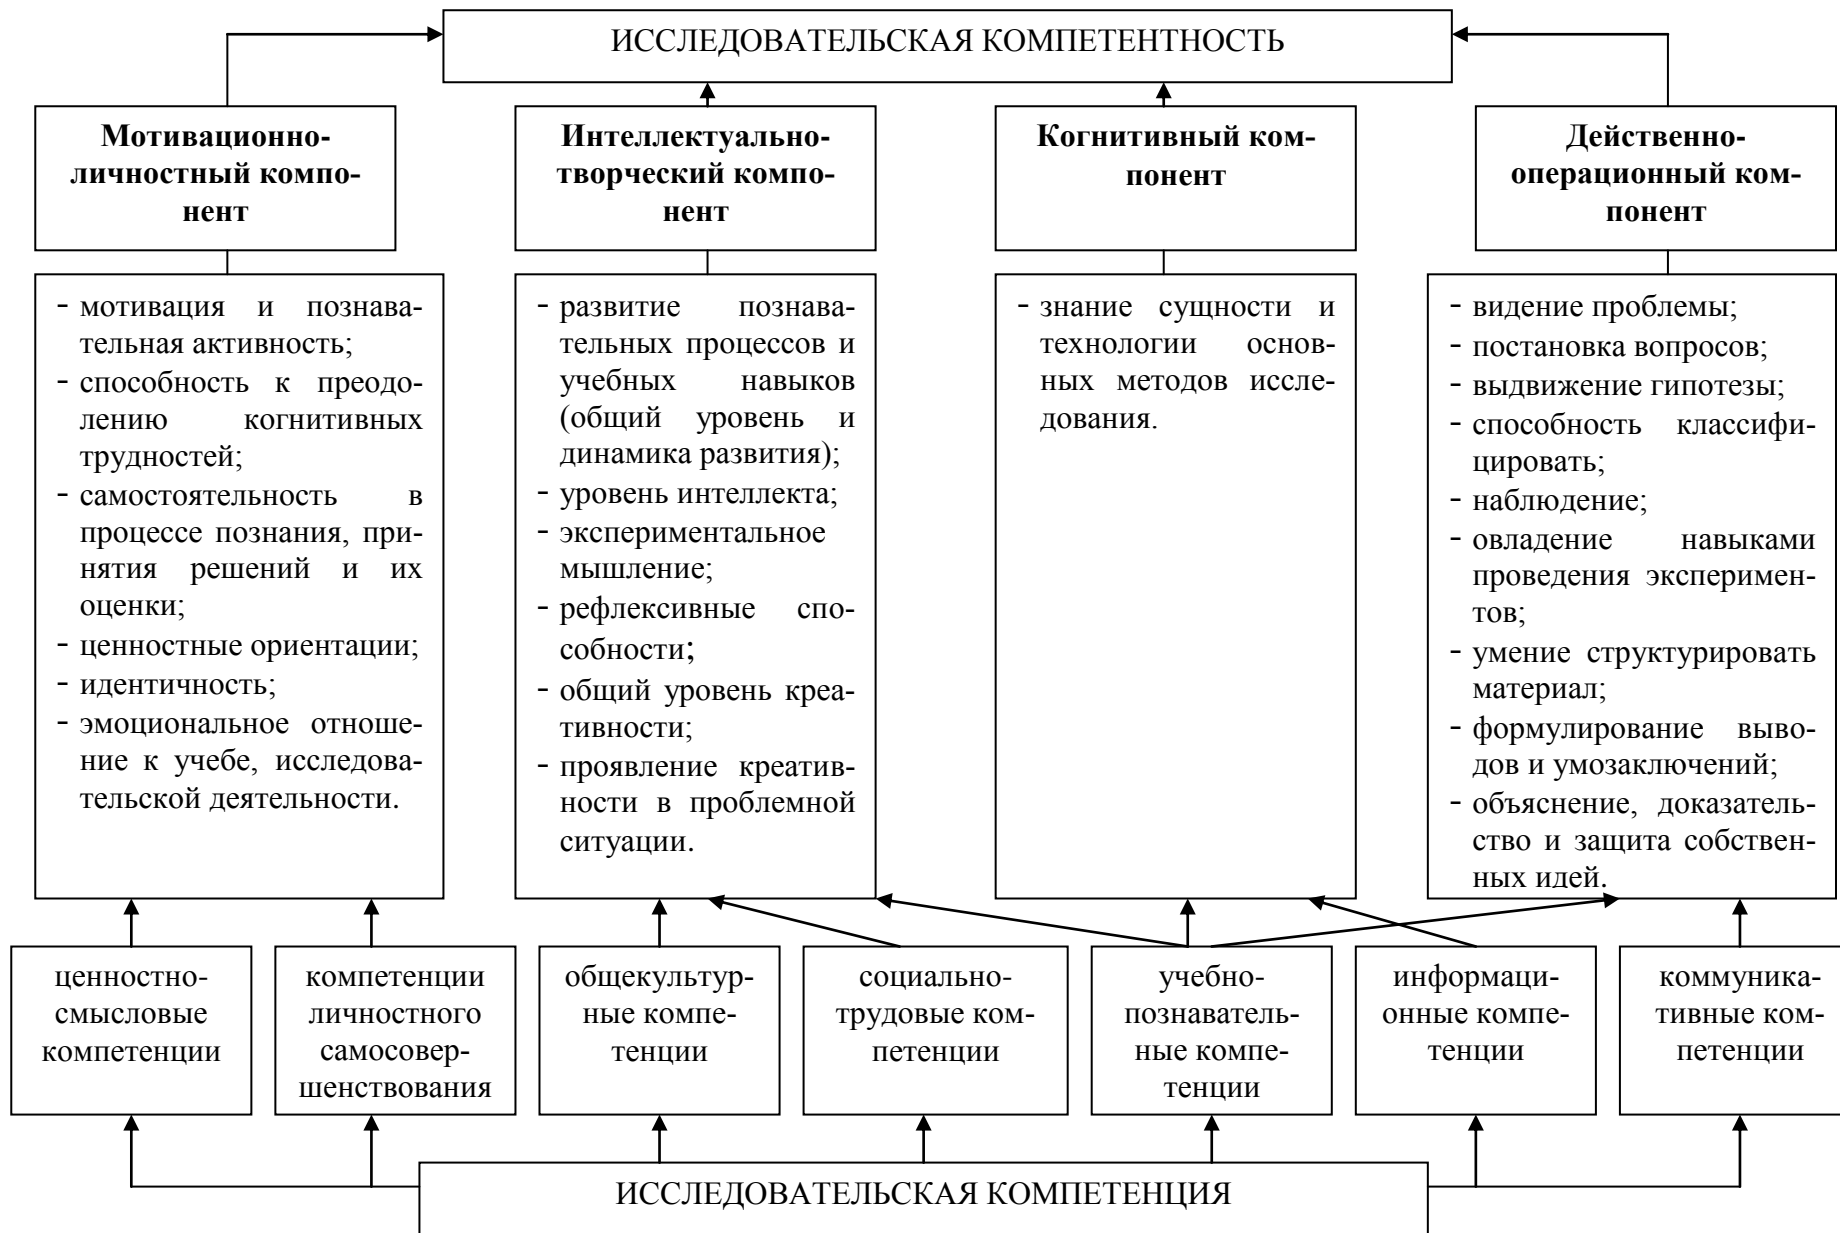 ИССЛЕДОВАТЕЛЬСКАЯ КОМПЕТЕНТНОСТЬ
Мотивационно-
личностный компо-
нент
Интеллектуально-
творческий компо-
нент
Когнитивный ком-
понент
Действенно-
операционный ком-
понент
- мотивация и познава-
тельная активность;
- способность к преодо-
лению когнитивных
трудностей;
- самостоятельность в
процессе познания, при-
нятия решений и их
оценки;
- ценностные ориентации;
- идентичность;
- эмоциональное отноше-
ние к учебе, исследова-
тельской деятельности.
- развитие познава-
тельных процессов и
учебных навыков
(общий уровень и
динамика развития);
- уровень интеллекта;
- экспериментальное
мышление;
- рефлексивные спо-
собности;
- общий уровень креа-
тивности;
- проявление креатив-
ности в проблемной
ситуации.
- знание сущности и
технологии основ-
ных методов иссле-
дования.
- видение проблемы;
- постановка вопросов;
- выдвижение гипотезы;
- способность классифи-
цировать;
- наблюдение;
- овладение навыками
проведения эксперимен-
тов;
- умение структурировать
материал;
- формулирование выво-
дов и умозаключений;
- объяснение, доказатель-
ство и защита собствен-
ных идей.
ценностно-
смысловые
компетенции
компетенции
личностного
самосовер-
шенствования
общекультур-
ные компе-
тенции
социально-
трудовые ком-
петенции
учебно-
познаватель-
ные компе-
тенции
информаци-
онные компе-
тенции
коммуника-
тивные ком-
петенции
ИССЛЕДОВАТЕЛЬСКАЯ КОМПЕТЕНЦИЯ